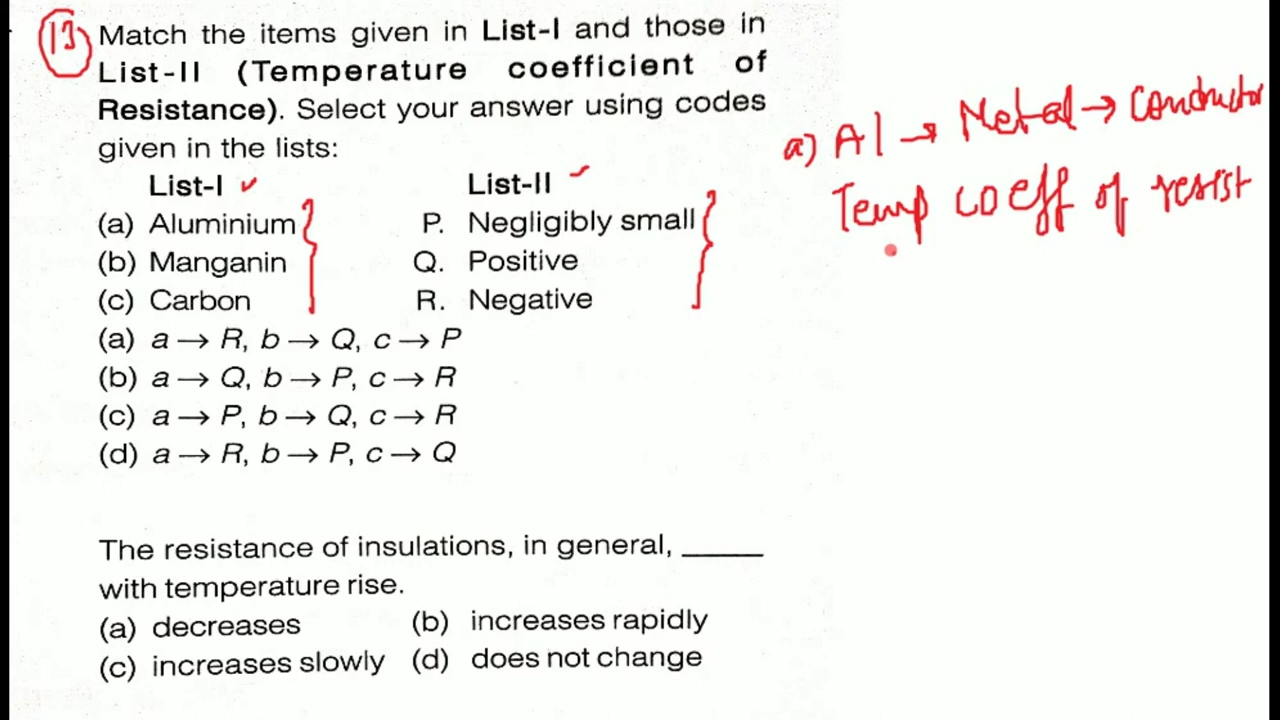 13 Match the items given in List-I and those in
List-II (Temperature coefficient of
Resistance). Select your answer using codes
given in the lists:
List-I List-II
(a) Aluminium P. Negligibly small
(b) Manganin Q. Positive
(c) Carbon R. Negative
(a) a → R, b → Q, c → P
(b) a → Q, b → P, c → R
(c) a → P, b → Q, c → R
(d) a → R, b → P, c → Q
The resistance of insulations, in general, _____
with temperature rise.
(a) decreases (b) increases rapidly
(c) increases slowly (d) does not change
a) Al → Metal → Conductor
Temp coeff of resist